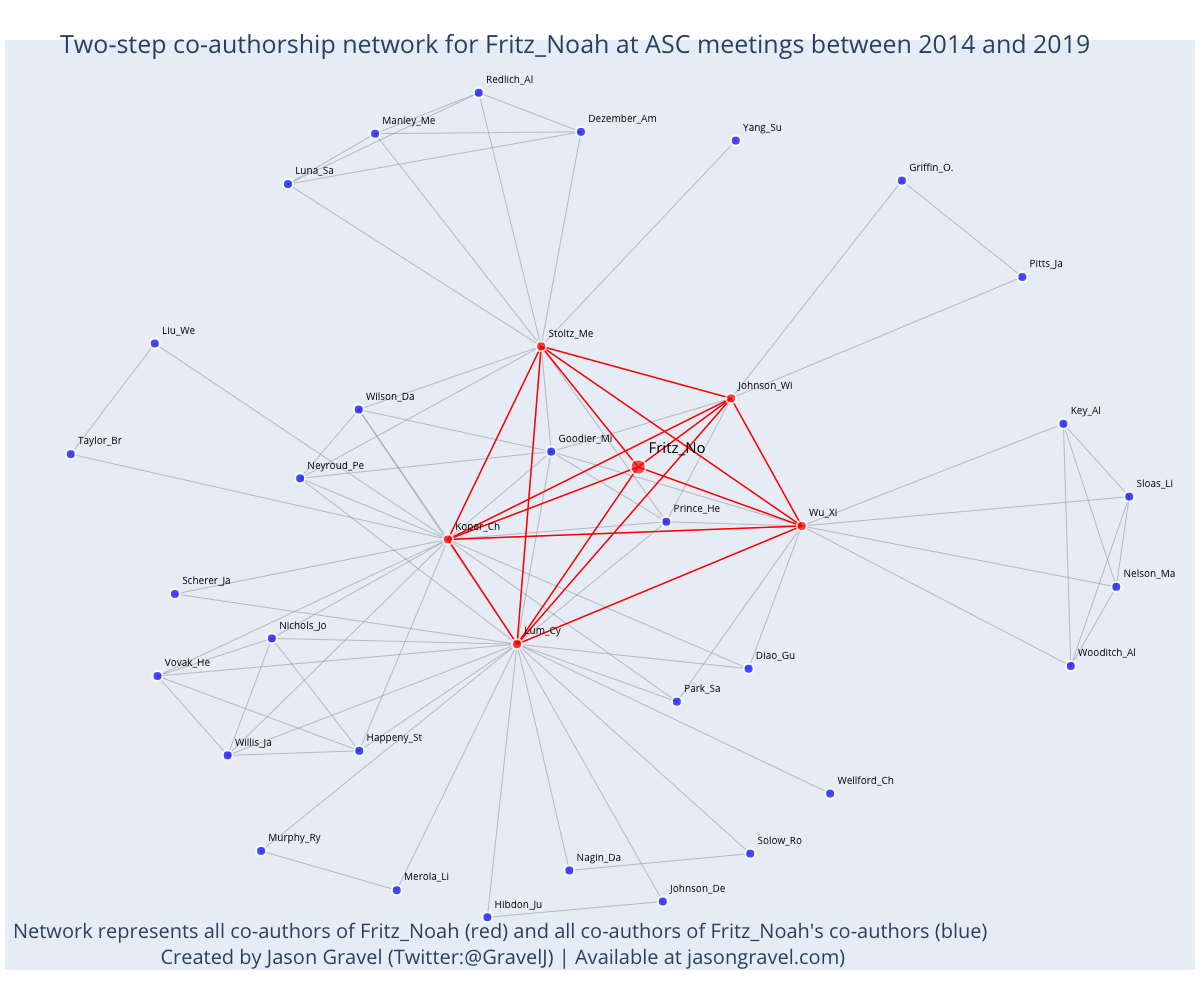 Two-step co-authorship network for Fritz_Noah at ASC meetings between 2014 and 2019
Redlich_Al
Manley_Me
Dezember_Am
Yang_Su
Luna_Sa
Griffin_O.
Pitts_Ja
Liu_We
Stoltz_Me
Johnson_Wi
Wilson_Da
Key_Al
Taylor_Br
Goodier_Mi
Fritz_No
Neyroud_Pe
Sloas_Li
Prince_He
Wu_Xi
Koper_Ch
Nelson_Ma
Scherer_Ja
Nichols_Jo
Lum_Cy
Vovak_He
Diao_Gu
Wooditch_Al
Park_Sa
Willis_Ja
Happeny_St
Wellford_Ch
Murphy_Ry
Solow_Ro
Nagin_Da
Merola_Li
Johnson_De
Hibdon_Ju
Network represents all co-authors of Fritz_Noah (red) and all co-authors of Fritz_Noah's co-authors (blue)
Created by Jason Gravel (Twitter:@GravelJ) | Available at jasongravel.com)